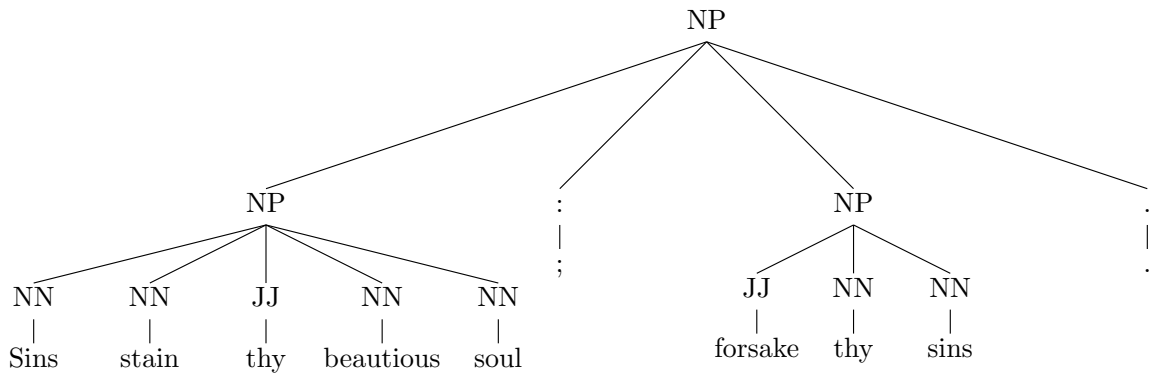 NP
NP : NP .
; .
NN NN JJ NN NN JJ NN NN
Sins stain thy beautious soul forsake thy sins